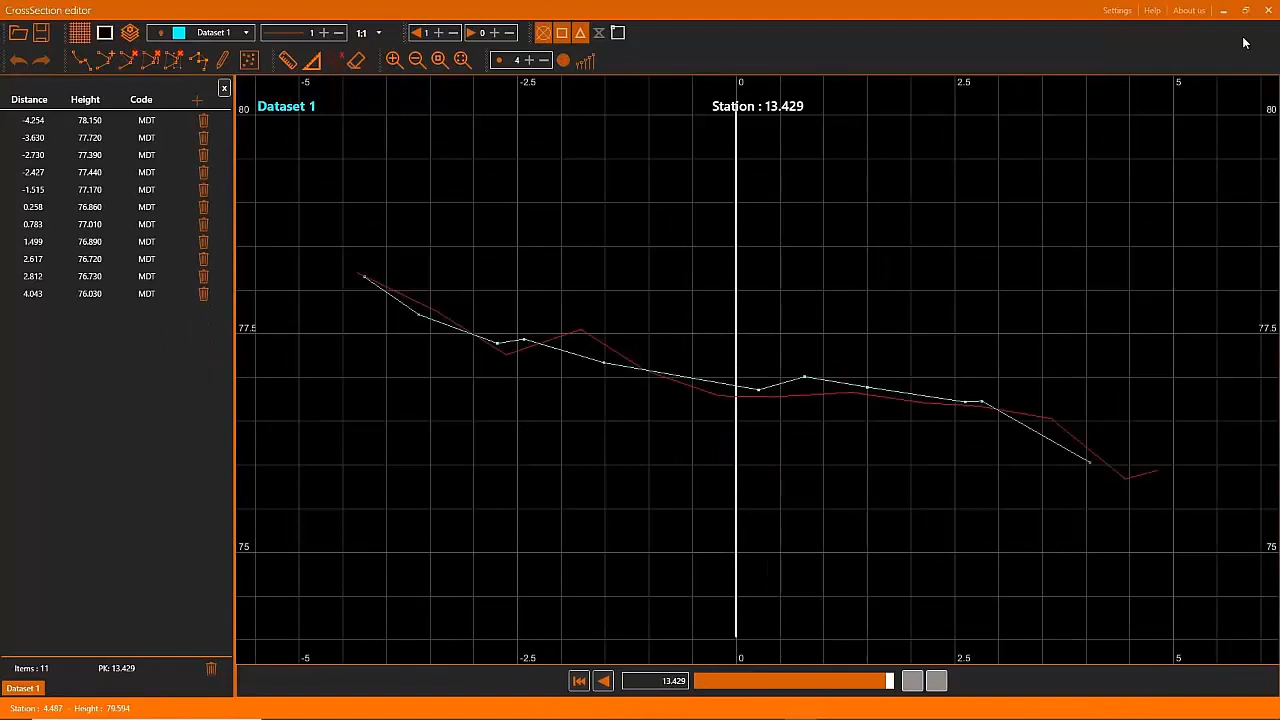 CrossSection editor
Settings
Help
About us
Dataset 1
1
1:1
1
0
4
x
Distance Height Code
-4.254 78.150 MDT
-3.630 77.720 MDT
-2.730 77.390 MDT
-2.427 77.440 MDT
-1.515 77.170 MDT
0.258 76.860 MDT
0.783 77.010 MDT
1.499 76.890 MDT
2.617 76.720 MDT
2.812 76.730 MDT
4.043 76.030 MDT
-5 -2.5 0 2.5 5
Dataset 1
Station : 13.429
80 80
77.5 77.5
75 75
-5 -2.5 0 2.5 5
Items : 11 PK: 13.429
13.429
Dataset 1
Station : 4.487 - Height : 79.594